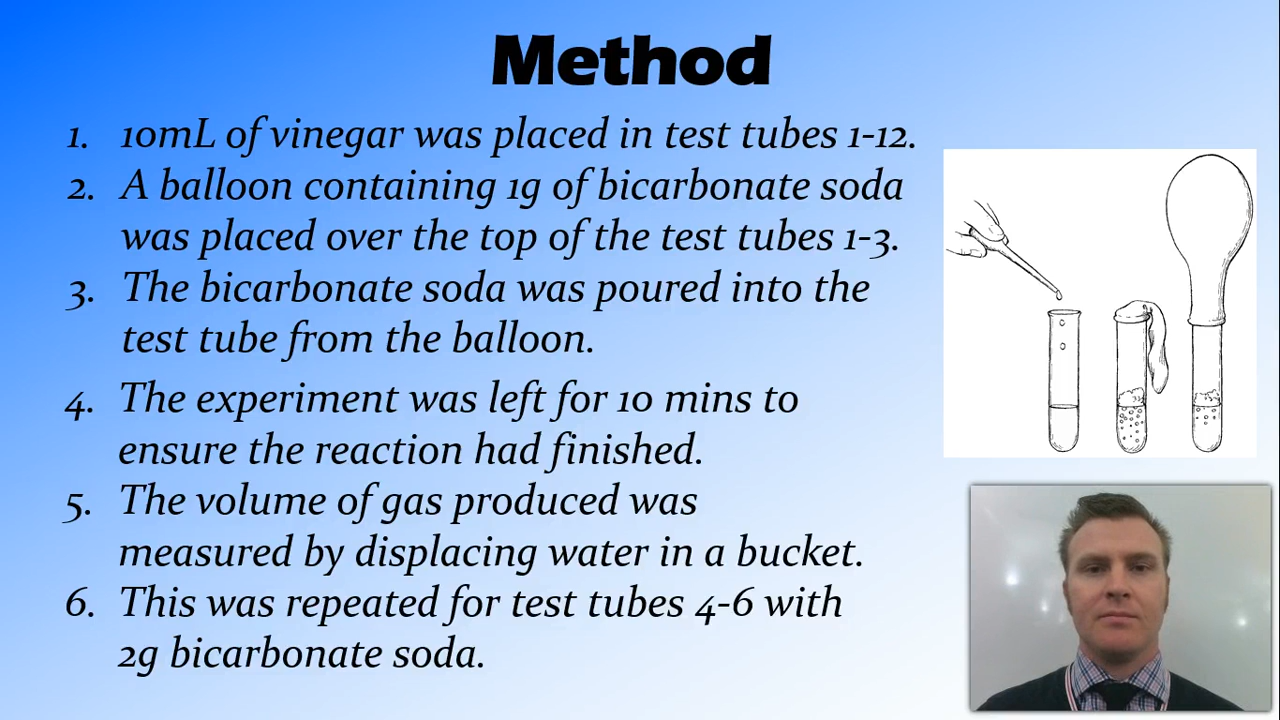 Method
1. 10mL of vinegar was placed in test tubes 1-12.
2. A balloon containing 1g of bicarbonate soda
was placed over the top of the test tubes 1-3.
3. The bicarbonate soda was poured into the
test tube from the balloon.
4. The experiment was left for 10 mins to
ensure the reaction had finished.
5. The volume of gas produced was
measured by displacing water in a bucket.
6. This was repeated for test tubes 4-6 with
2g bicarbonate soda.